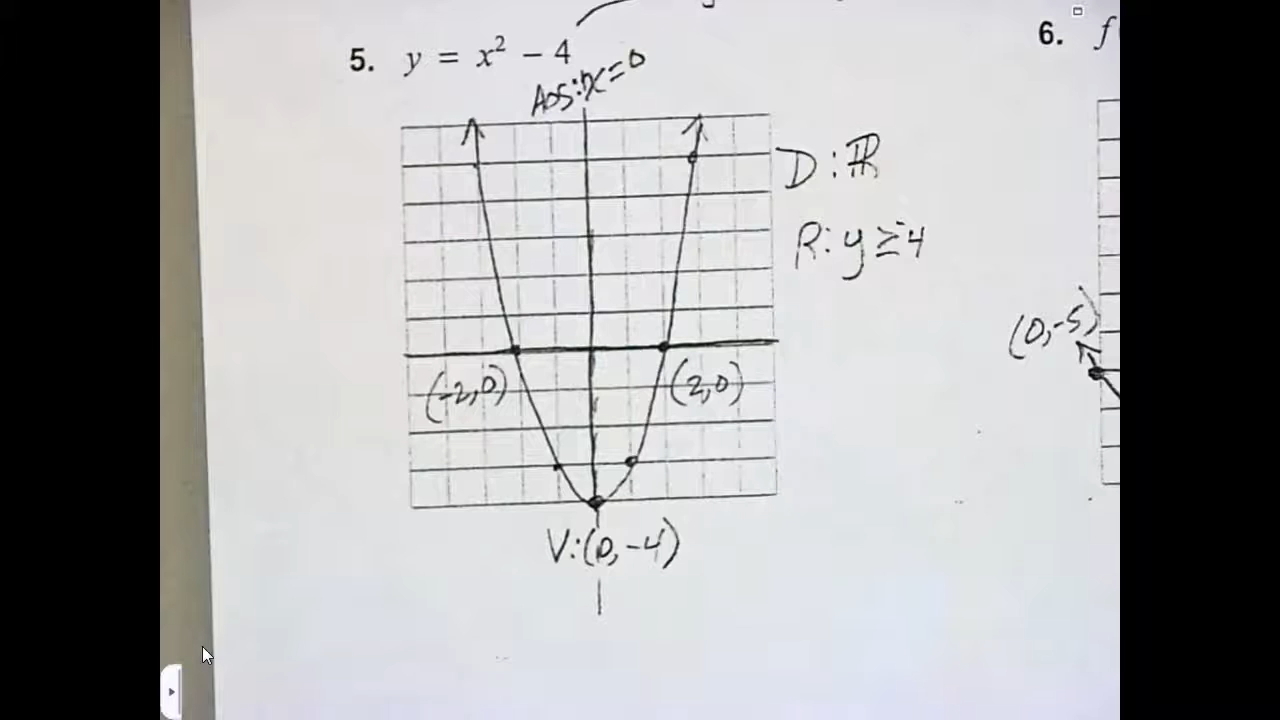 5. y = x² − 4
AOS: x=0
D: ℝ
R: y ≥ -4
(-2,0)
(2,0)
V: (0,-4)
6. f
(0,-5)